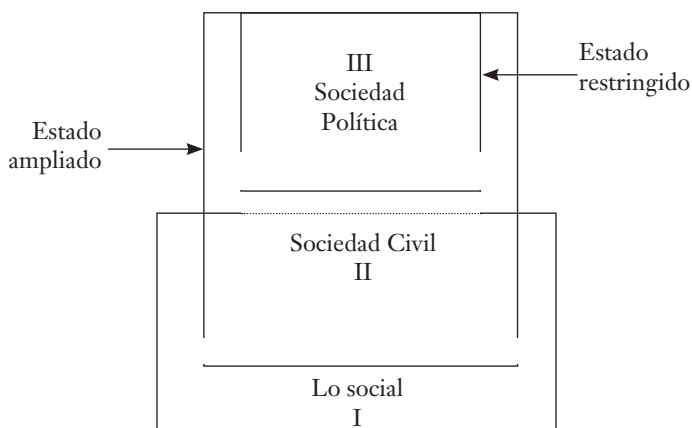 III
Sociedad
Política
Estado
restringido
Estado
ampliado
Sociedad Civil
II
Lo social
I